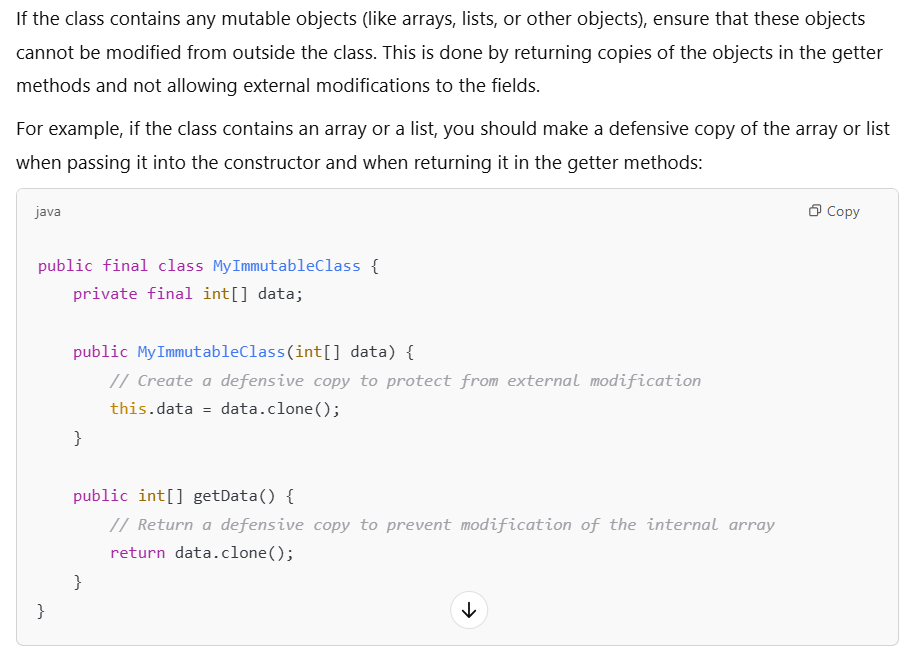 If the class contains any mutable objects (like arrays, lists, or other objects), ensure that these objects
cannot be modified from outside the class. This is done by returning copies of the objects in the getter
methods and not allowing external modifications to the fields.
For example, if the class contains an array or a list, you should make a defensive copy of the array or list
when passing it into the constructor and when returning it in the getter methods:
java
Copy
public final class MyImmutableClass {
    private final int[] data;

    public MyImmutableClass(int[] data) {
        // Create a defensive copy to protect from external modification
        this.data = data.clone();
    }

    public int[] getData() {
        // Return a defensive copy to prevent modification of the internal array
        return data.clone();
    }
}